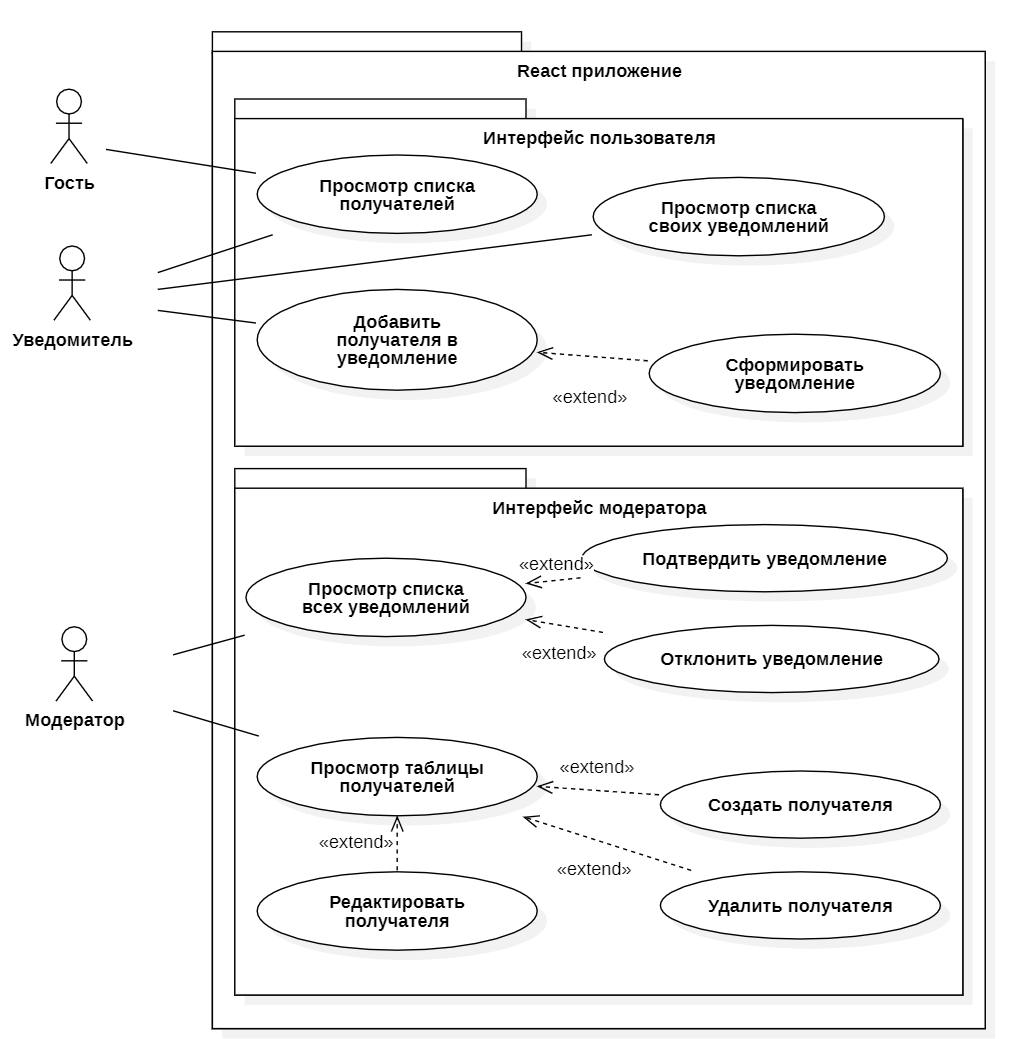 React приложение
Интерфейс пользователя
Гость
Просмотр списка
получателей
Просмотр списка
своих уведомлений
Уведомитель
Добавить
получателя в
уведомление
Сформировать
уведомление
«extend»
Интерфейс модератора
Просмотр списка
всех уведомлений
«extend»
Подтвердить уведомление
«extend»
Отклонить уведомление
Модератор
Просмотр таблицы
получателей
«extend»
Создать получателя
«extend»
«extend»
Редактировать
получателя
Удалить получателя